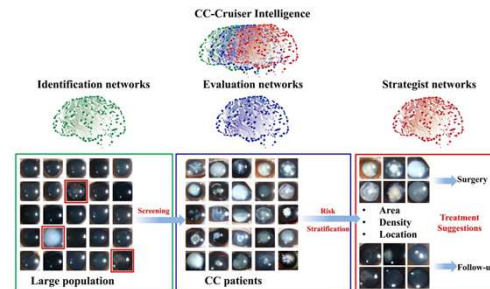 CC-Cruiser Intelligence
Identification networks
Evaluation networks
Strategist networks
Screening
Risk
Stratification
Surgery
• Area
• Density
• Location
Treatment
Suggestions
Follow-u
Large population
CC patients